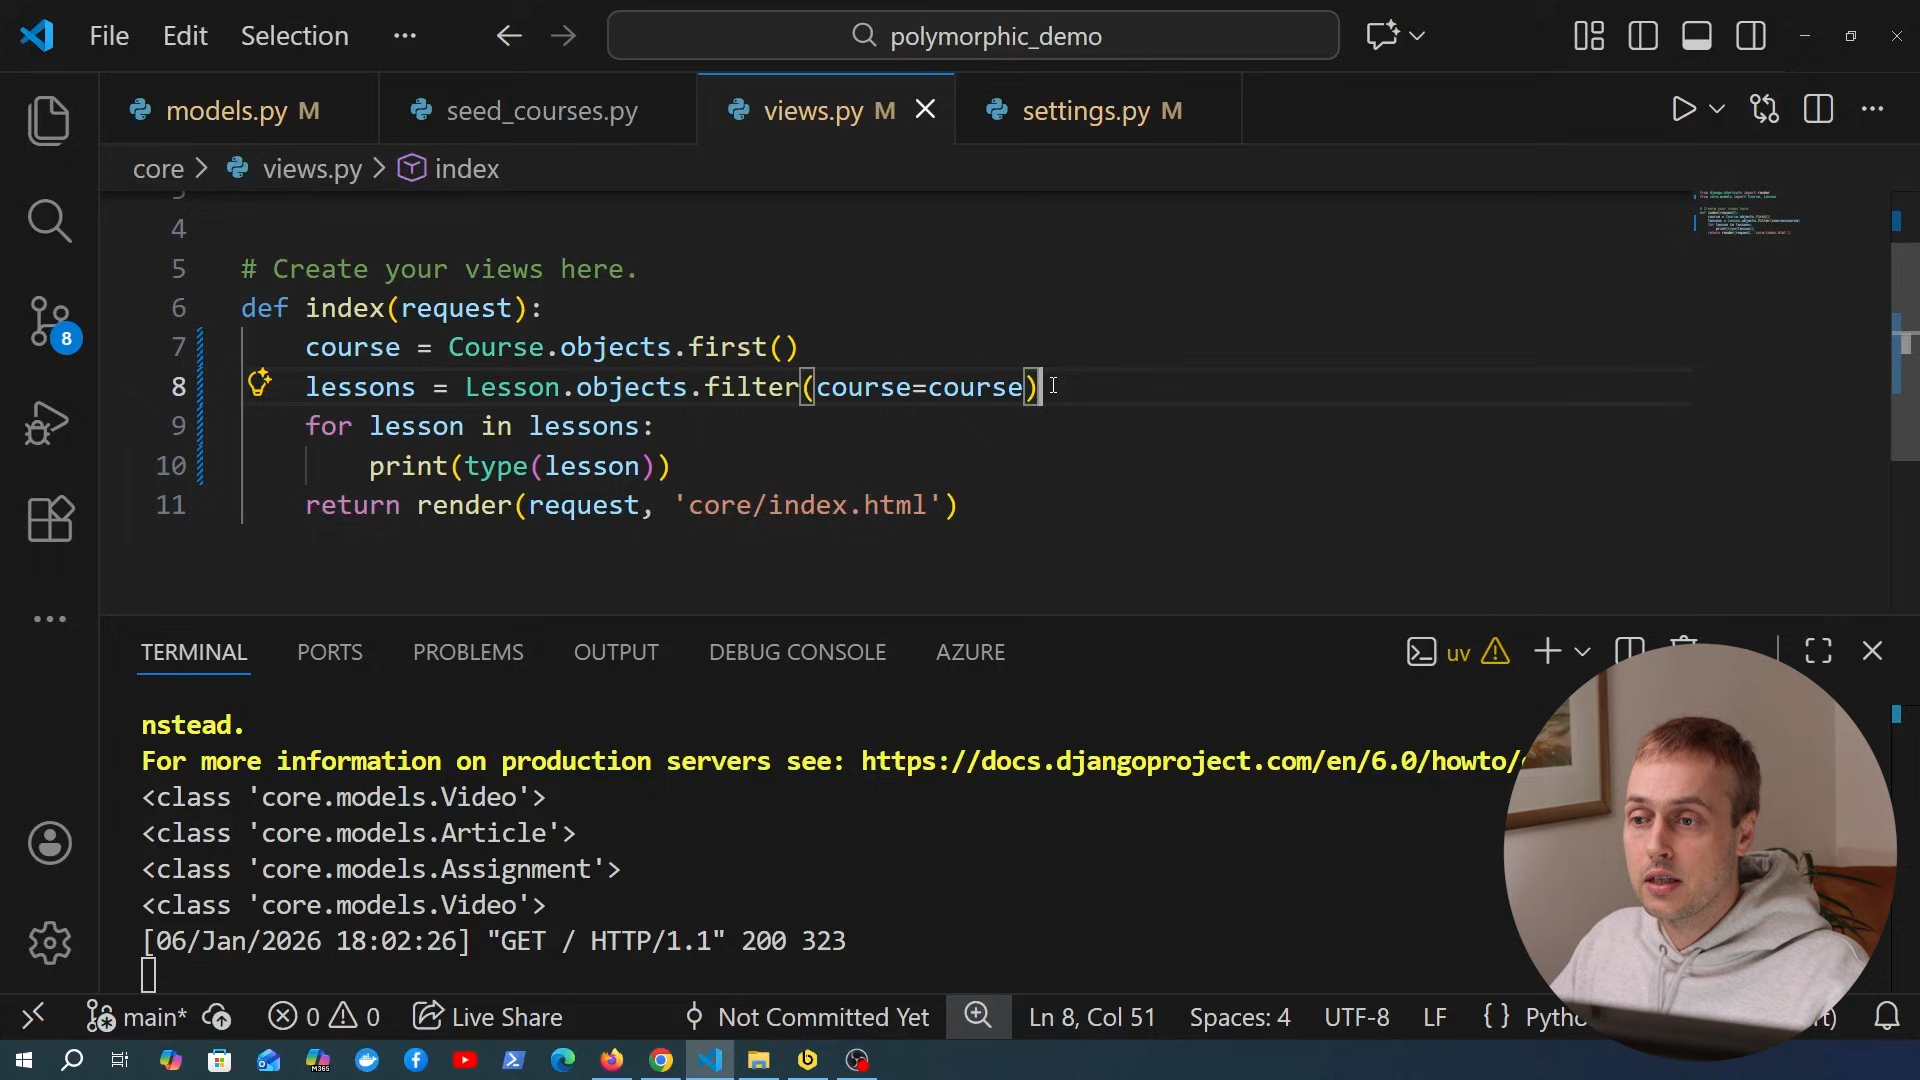 File Edit Selection ··· polymorphic_demo
models.py M seed_courses.py views.py M settings.py M
core > views.py > index
4
5 # Create your views here.
6 def index(request):
7 course = Course.objects.first()
8 lessons = Lesson.objects.filter(course=course)
9 for lesson in lessons:
10 print(type(lesson))
11 return render(request, 'core/index.html')
8
TERMINAL PORTS PROBLEMS OUTPUT DEBUG CONSOLE AZURE uv
nstead.
For more information on production servers see: https://docs.djangoproject.com/en/6.0/howto/
<class 'core.models.Video'>
<class 'core.models.Article'>
<class 'core.models.Assignment'>
<class 'core.models.Video'>
[06/Jan/2026 18:02:26] "GET / HTTP/1.1" 200 323
main* 0 0 Live Share Not Committed Yet Ln 8, Col 51 Spaces: 4 UTF-8 LF { }